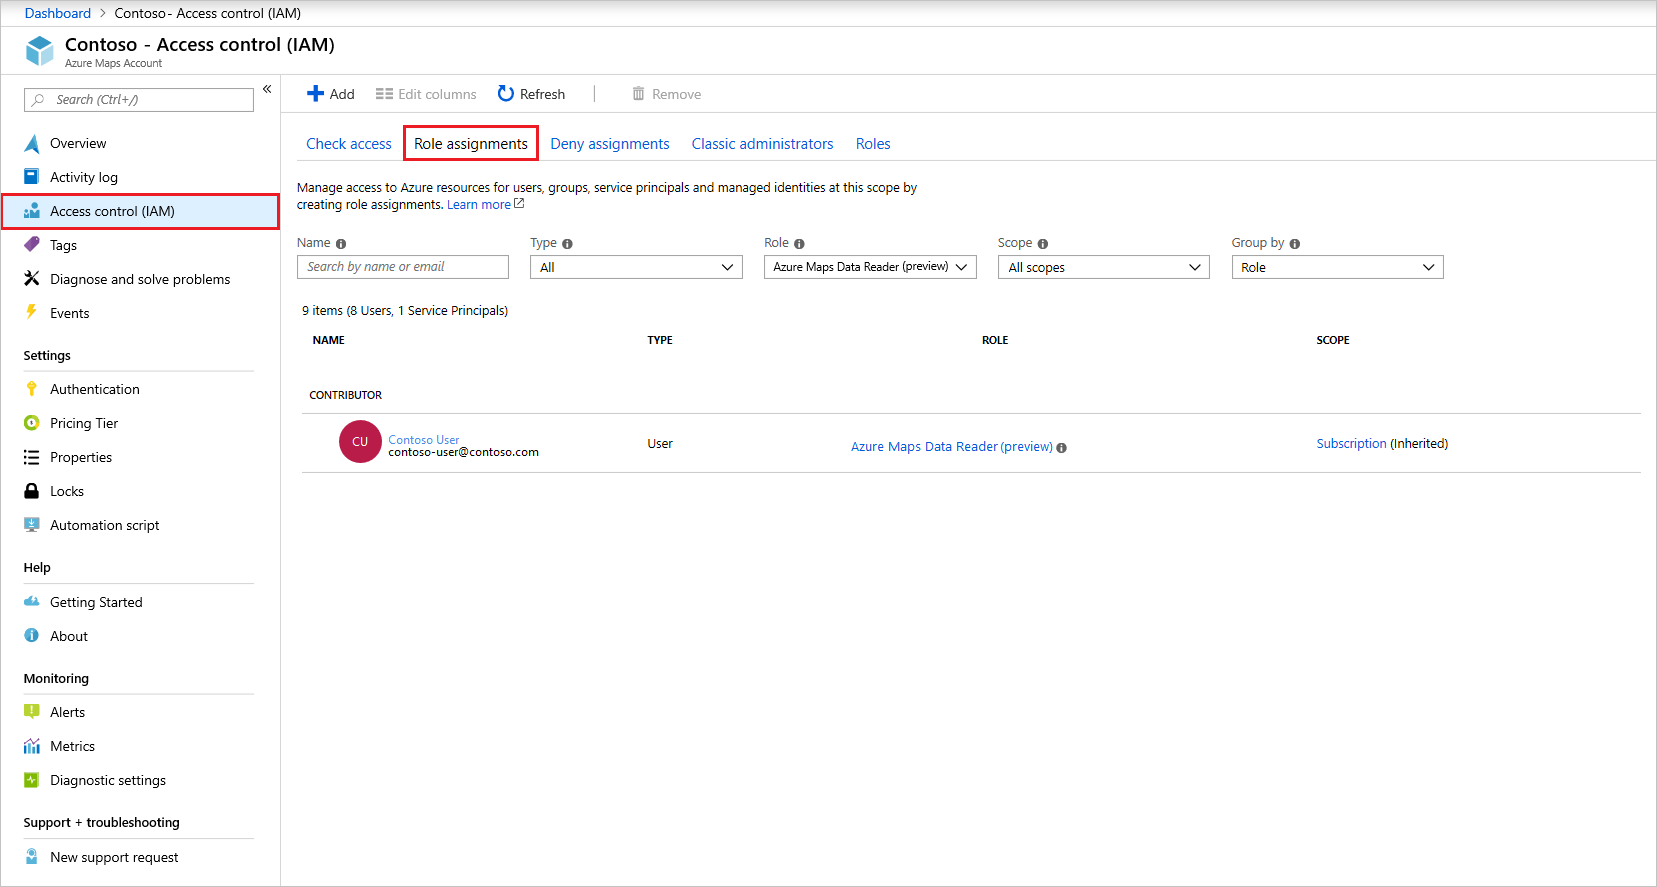 Dashboard > Contoso - Access control (IAM)
Contoso - Access control (IAM)
Azure Maps Account
Search (Ctrl+/)
«
Overview
Activity log
Access control (IAM)
Tags
Diagnose and solve problems
Events
Settings
Authentication
Pricing Tier
Properties
Locks
Automation script
Help
Getting Started
About
Monitoring
Alerts
Metrics
Diagnostic settings
Support + troubleshooting
New support request
Add Edit columns Refresh Remove
Check access Role assignments Deny assignments Classic administrators Roles
Manage access to Azure resources for users, groups, service principals and managed identities at this scope by
creating role assignments. Learn more
Name Type Role Scope Group by
Search by name or email All Azure Maps Data Reader (preview) All scopes Role
9 items (8 Users, 1 Service Principals)
NAME TYPE ROLE SCOPE
CONTRIBUTOR
CU Contoso User
contoso-user@contoso.com
User Azure Maps Data Reader (preview) Subscription (Inherited)